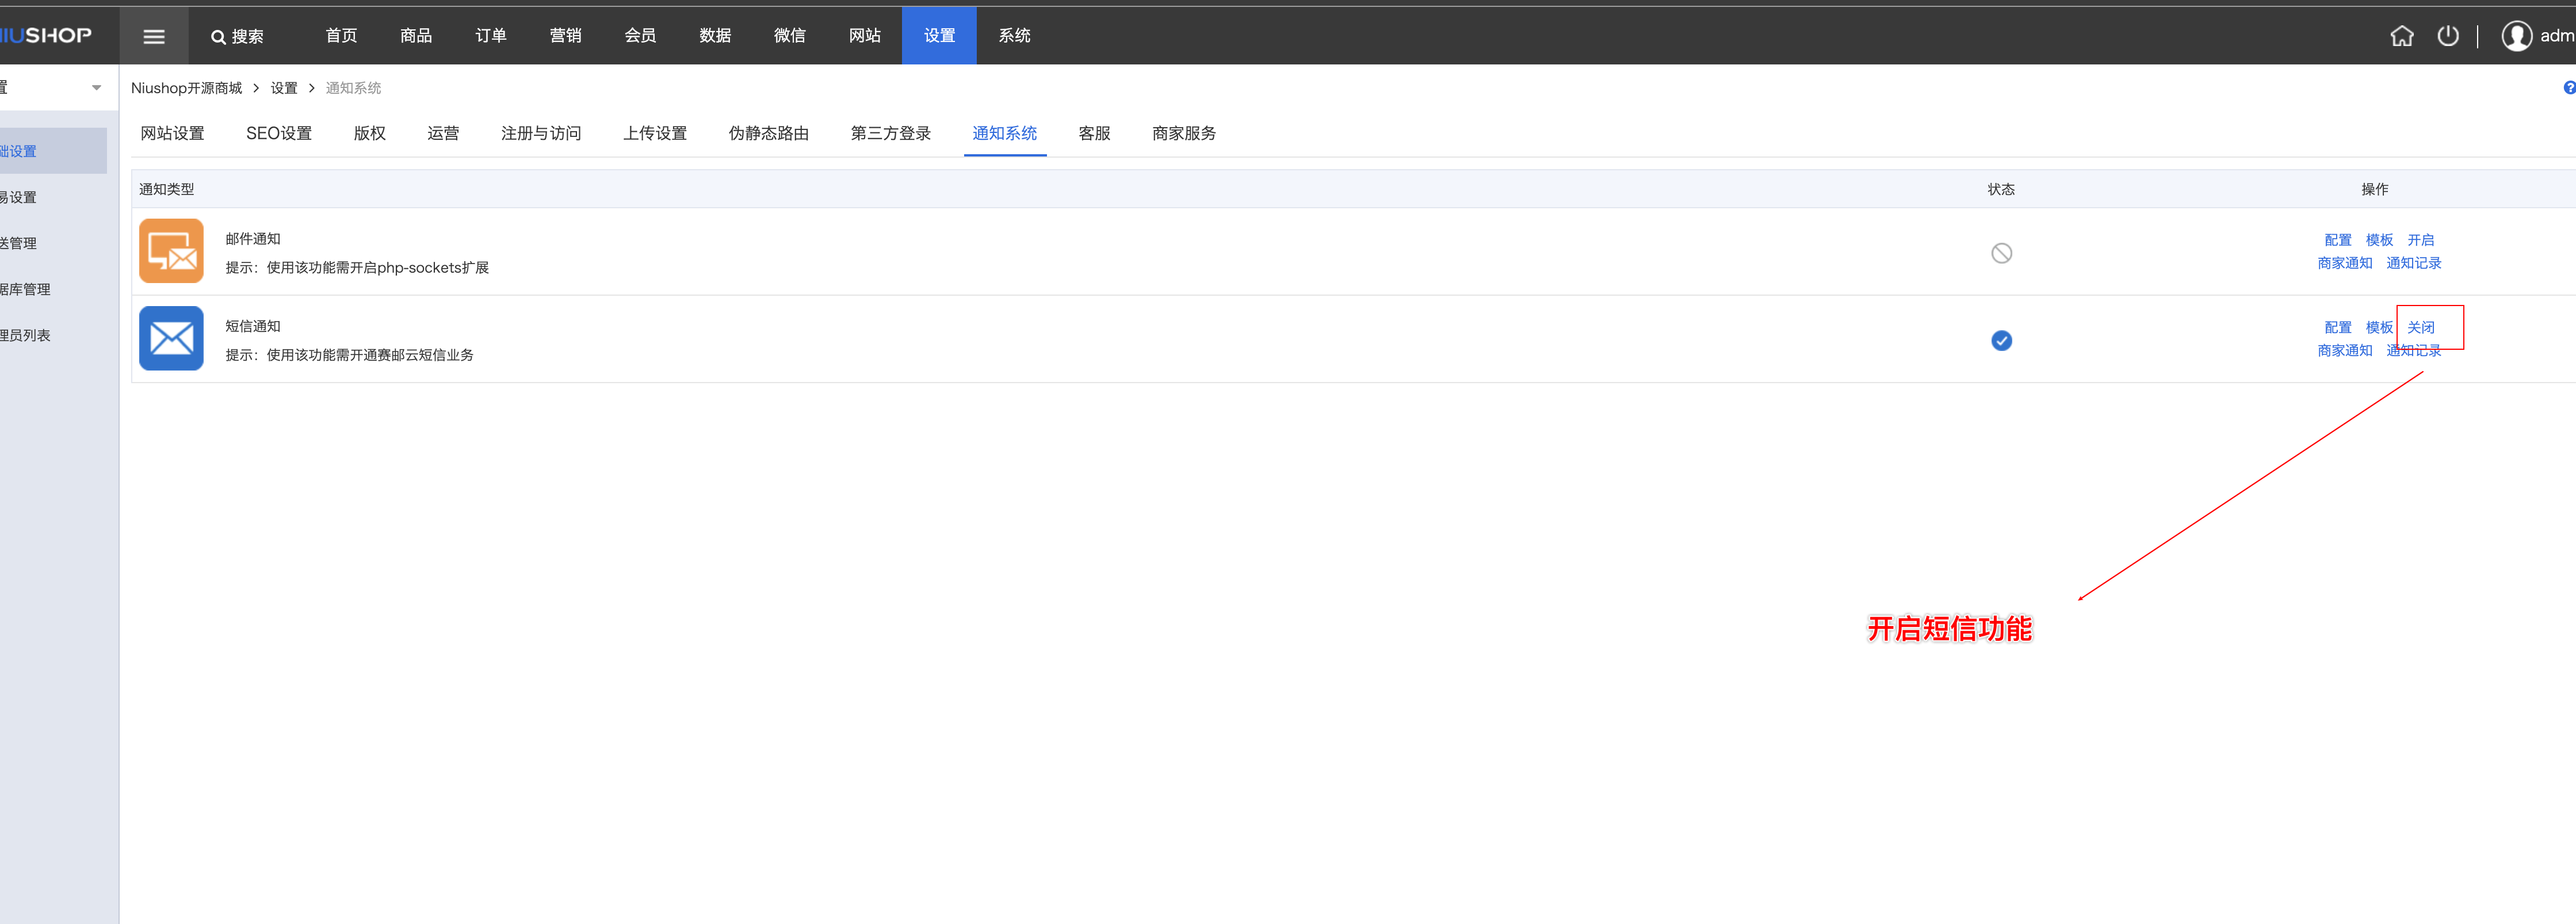 NIUSHOP 搜索 首页 商品 订单 营销 会员 数据 微信 网站 设置 系统 adm
置
Niushop开源商城 > 设置 > 通知系统
网站设置 SEO设置 版权 运营 注册与访问 上传设置 伪静态路由 第三方登录 通知系统 客服 商家服务
础设置
易设置
送管理
据库管理
理员列表
通知类型 状态 操作
邮件通知
提示：使用该功能需开启php-sockets扩展
配置 模板 开启
商家通知 通知记录
短信通知
提示：使用该功能需开通赛邮云短信业务
配置 模板 关闭
商家通知 通知记录
开启短信功能